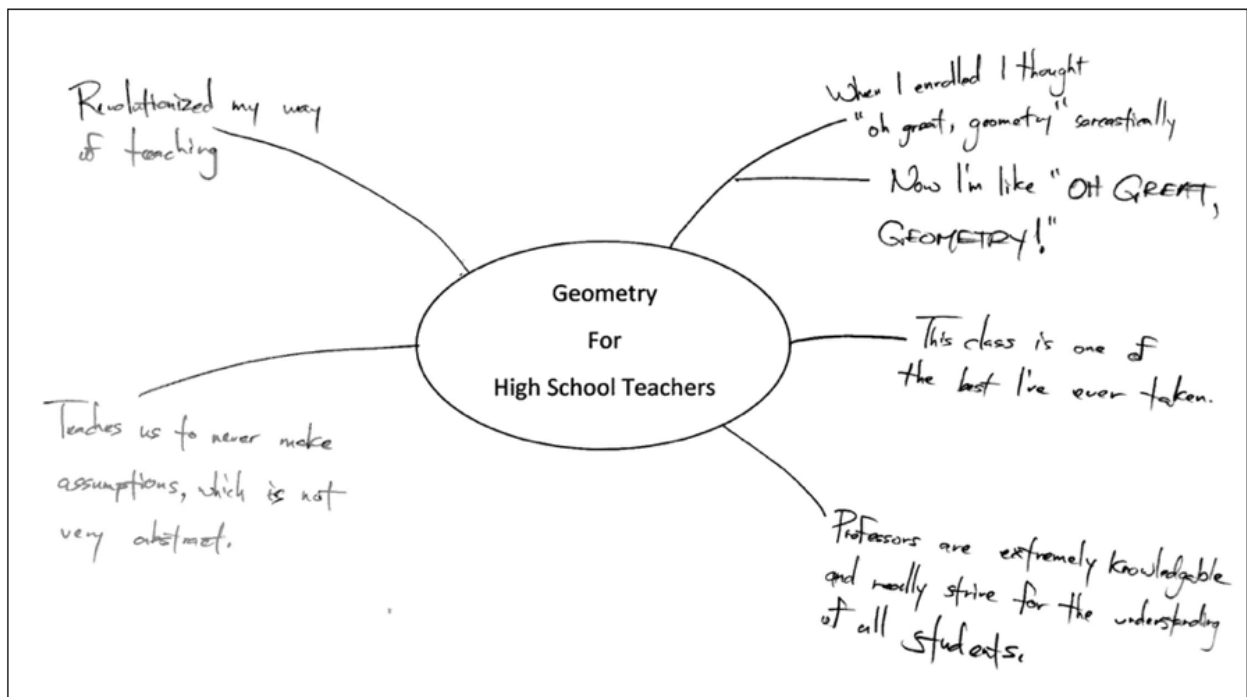 Revolutionized my way
of teaching
When I enrolled I thought
"oh great, geometry" sarcastically
Now I'm like "OH GREAT,
GEOMETRY!"
Geometry
For
High School Teachers
This class is one of
the best I've ever taken.
Teaches us to never make
assumptions, which is not
very abstract.
Professors are extremely knowledgable
and really strive for the understanding
of all students.